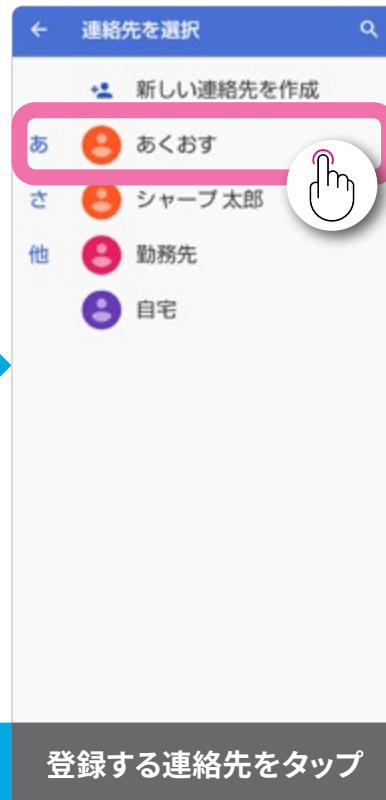 連絡先を選択
新しい連絡先を作成
あ あくおす
さ シャープ 太郎
他 勤務先
自宅
登録する連絡先をタップ